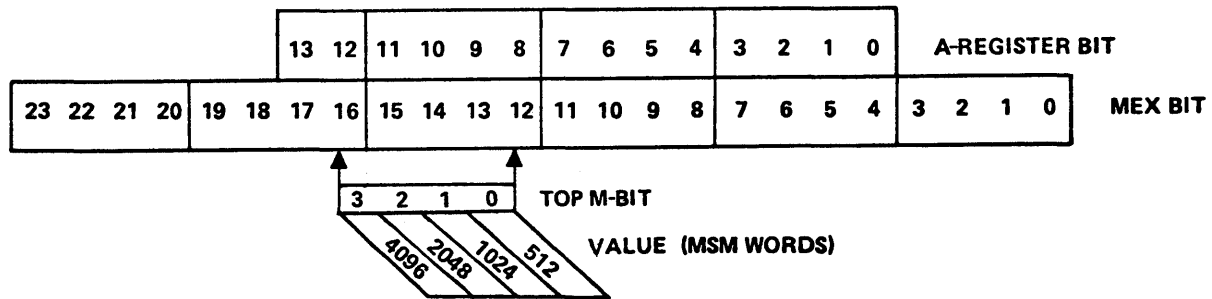 13 12 11 10 9 8 7 6 5 4 3 2 1 0 A-REGISTER BIT
23 22 21 20 19 18 17 16 15 14 13 12 11 10 9 8 7 6 5 4 3 2 1 0 MEX BIT
3 2 1 0 TOP M-BIT
4096 2048 1024 512 VALUE (MSM WORDS)